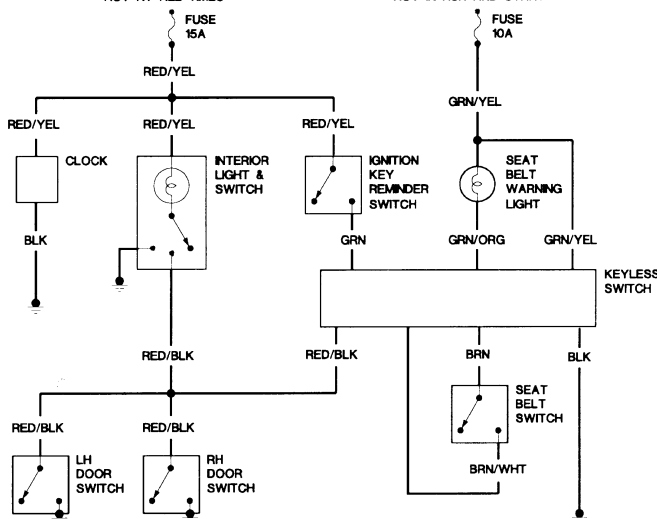 FUSE
15A
FUSE
10A
RED/YEL
GRN/YEL
RED/YEL
RED/YEL
RED/YEL
CLOCK
INTERIOR
LIGHT &
SWITCH
IGNITION
KEY
REMINDER
SWITCH
SEAT
BELT
WARNING
LIGHT
BLK
GRN
GRN/ORG
GRN/YEL
KEYLESS
SWITCH
RED/BLK
RED/BLK
BRN
BLK
SEAT
BELT
SWITCH
RED/BLK
RED/BLK
LH
DOOR
SWITCH
RH
DOOR
SWITCH
BRN/WHT